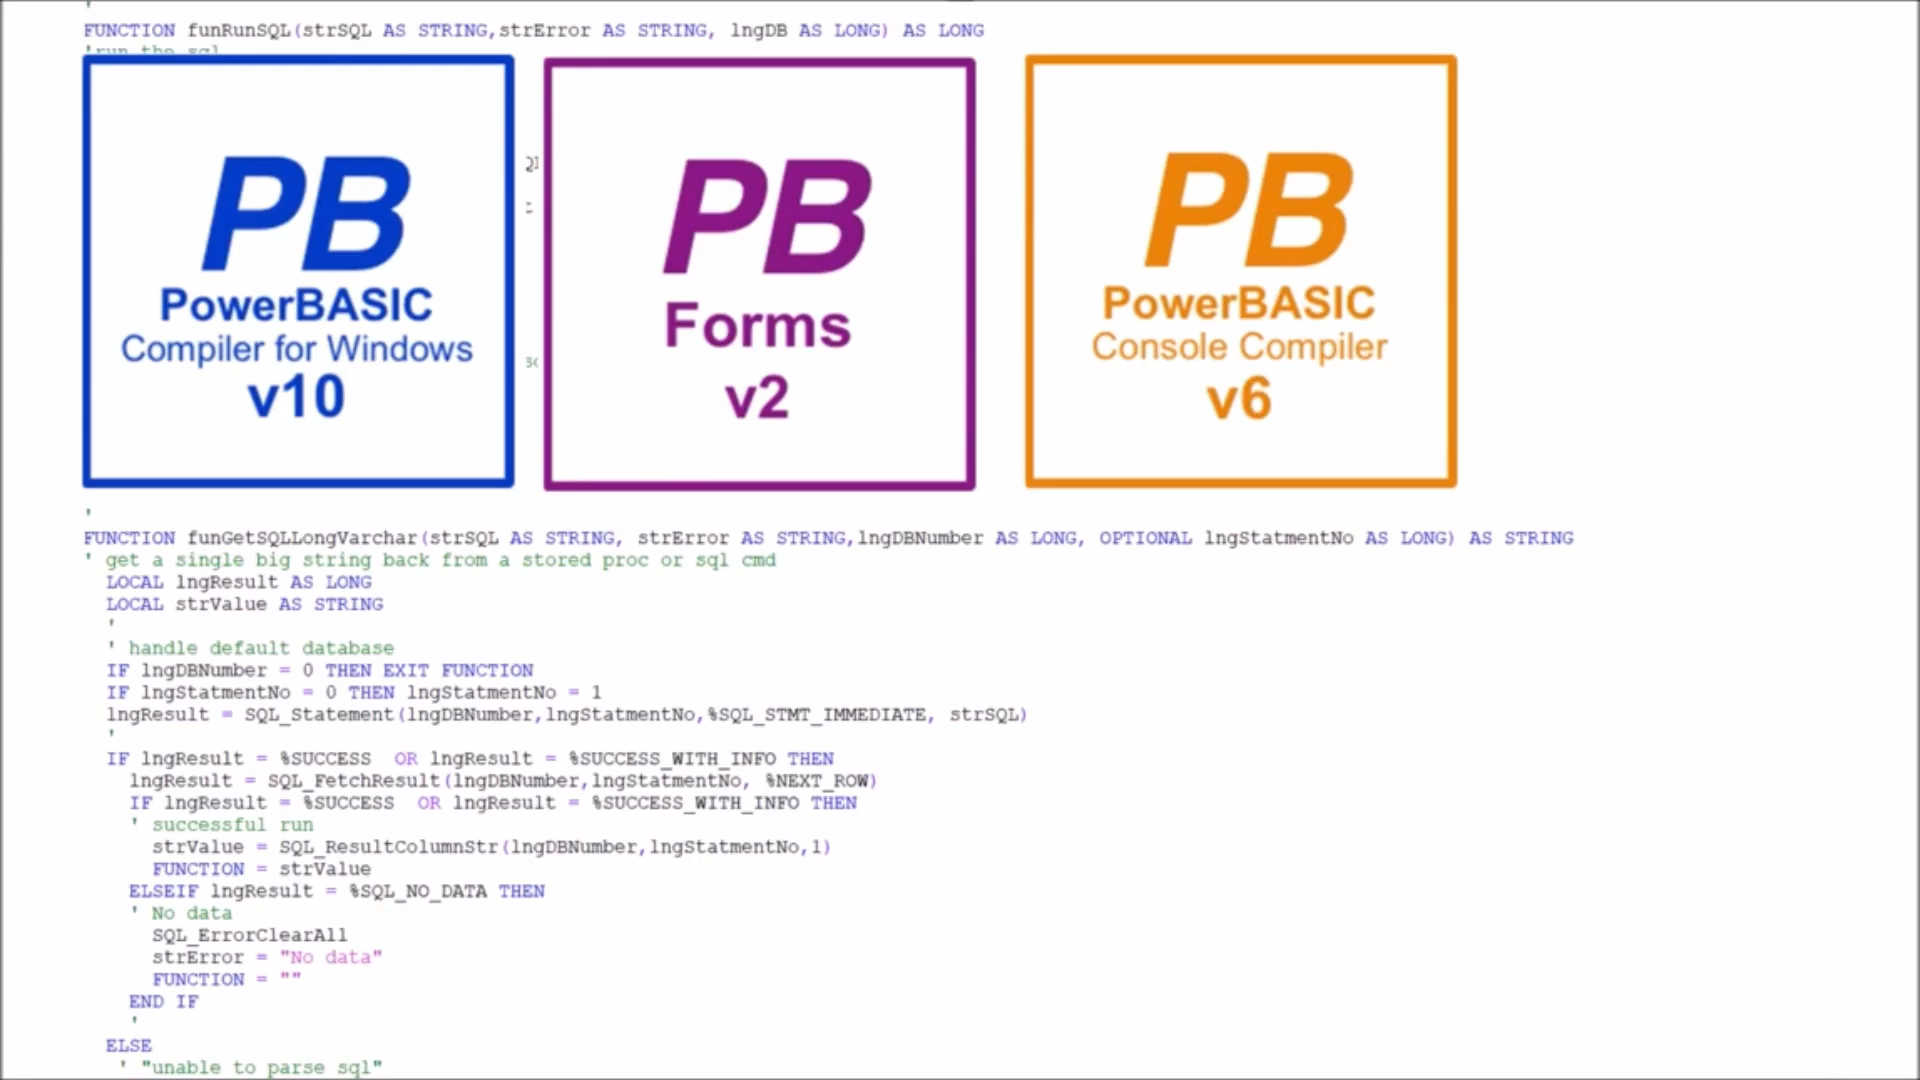 '
FUNCTION funRunSQL(strSQL AS STRING,strError AS STRING, lngDB AS LONG) AS LONG
'run the sql
PB
PowerBASIC
Compiler for Windows
v10
PB
Forms
v2
PB
PowerBASIC
Console Compiler
v6
'
FUNCTION funGetSQLLongVarchar(strSQL AS STRING, strError AS STRING,lngDBNumber AS LONG, OPTIONAL lngStatmentNo AS LONG) AS STRING
' get a single big string back from a stored proc or sql cmd
LOCAL lngResult AS LONG
LOCAL strValue AS STRING
'
' handle default database
IF lngDBNumber = 0 THEN EXIT FUNCTION
IF lngStatmentNo = 0 THEN lngStatmentNo = 1
lngResult = SQL_Statement(lngDBNumber,lngStatmentNo,%SQL_STMT_IMMEDIATE, strSQL)
'
IF lngResult = %SUCCESS  OR lngResult = %SUCCESS_WITH_INFO THEN
lngResult = SQL_FetchResult(lngDBNumber,lngStatmentNo, %NEXT_ROW)
IF lngResult = %SUCCESS  OR lngResult = %SUCCESS_WITH_INFO THEN
' successful run
strValue = SQL_ResultColumnStr(lngDBNumber,lngStatmentNo,1)
FUNCTION = strValue
ELSEIF lngResult = %SQL_NO_DATA THEN
' No data
SQL_ErrorClearAll
strError = "No data"
FUNCTION = ""
END IF
'
ELSE
' "unable to parse sql"